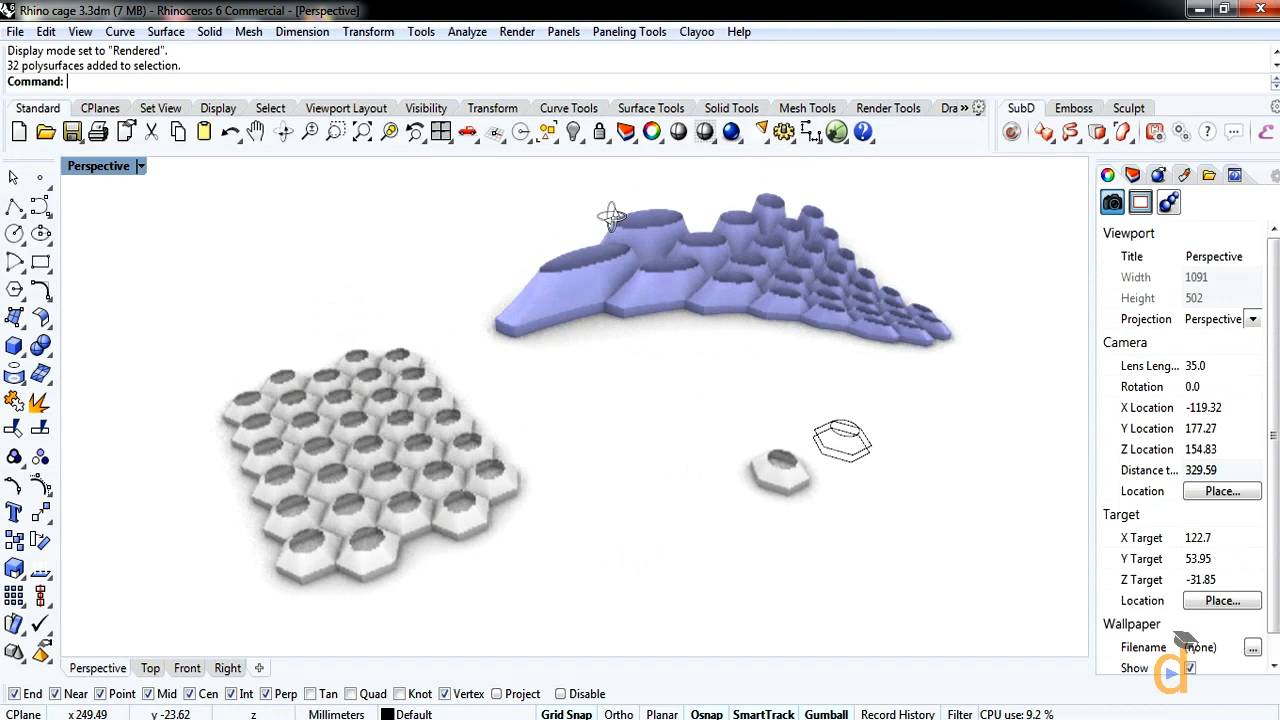 Rhino cage 3.3dm (7 MB) - Rhinoceros 6 Commercial - [Perspective]
File Edit View Curve Surface Solid Mesh Dimension Transform Tools Analyze Render Panels Paneling Tools Clayoo Help
Display mode set to "Rendered".
32 polysurfaces added to selection.
Command:
Standard CPlanes Set View Display Select Viewport Layout Visibility Transform Curve Tools Surface Tools Solid Tools Mesh Tools Render Tools Dra » SubD Emboss Sculpt
Perspective
Viewport
Title Perspective
Width 1091
Height 502
Projection Perspective
Camera
Lens Leng... 35.0
Rotation 0.0
X Location -119.32
Y Location 177.27
Z Location 154.83
Distance t... 329.59
Location Place...
Target
X Target 122.7
Y Target 53.95
Z Target -31.85
Location Place...
Wallpaper
Filename (none) ...
Show
Perspective Top Front Right
End Near Point Mid Cen Int Perp Tan Quad Knot Vertex Project Disable
CPlane x 249.49 y -23.62 z Millimeters Default Grid Snap Ortho Planar Osnap SmartTrack Gumball Record History Filter CPU use: 9.2 %